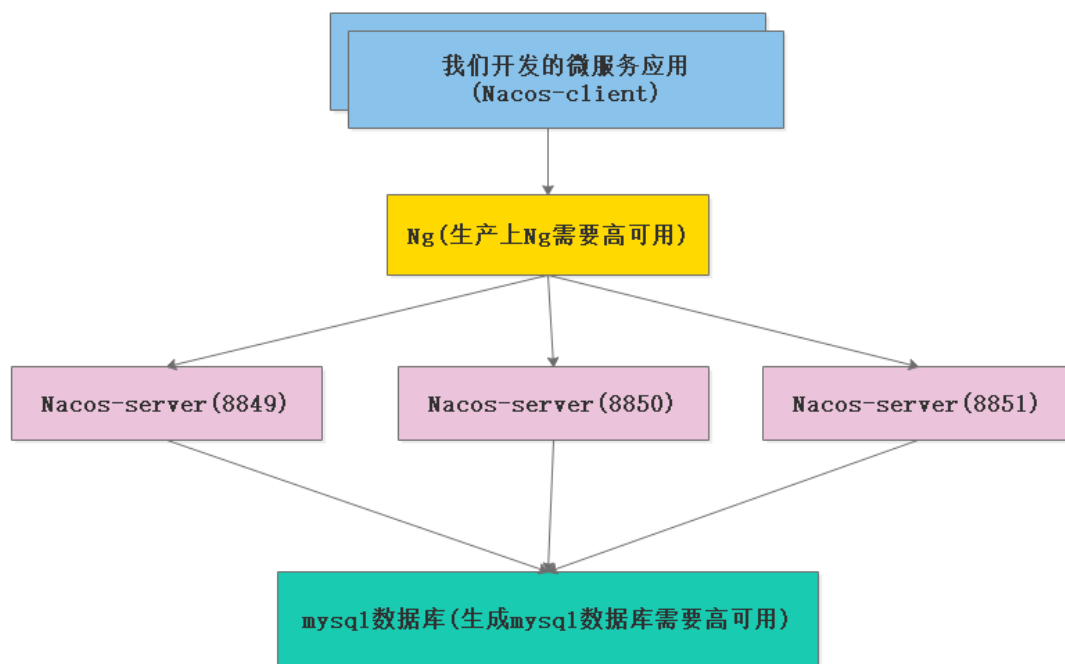 我们开发的微服务应用
(Nacos-client)
Ng(生产上Ng需要高可用)
Nacos-server(8849)
Nacos-server(8850)
Nacos-server(8851)
mysql数据库(生成mysql数据库需要高可用)